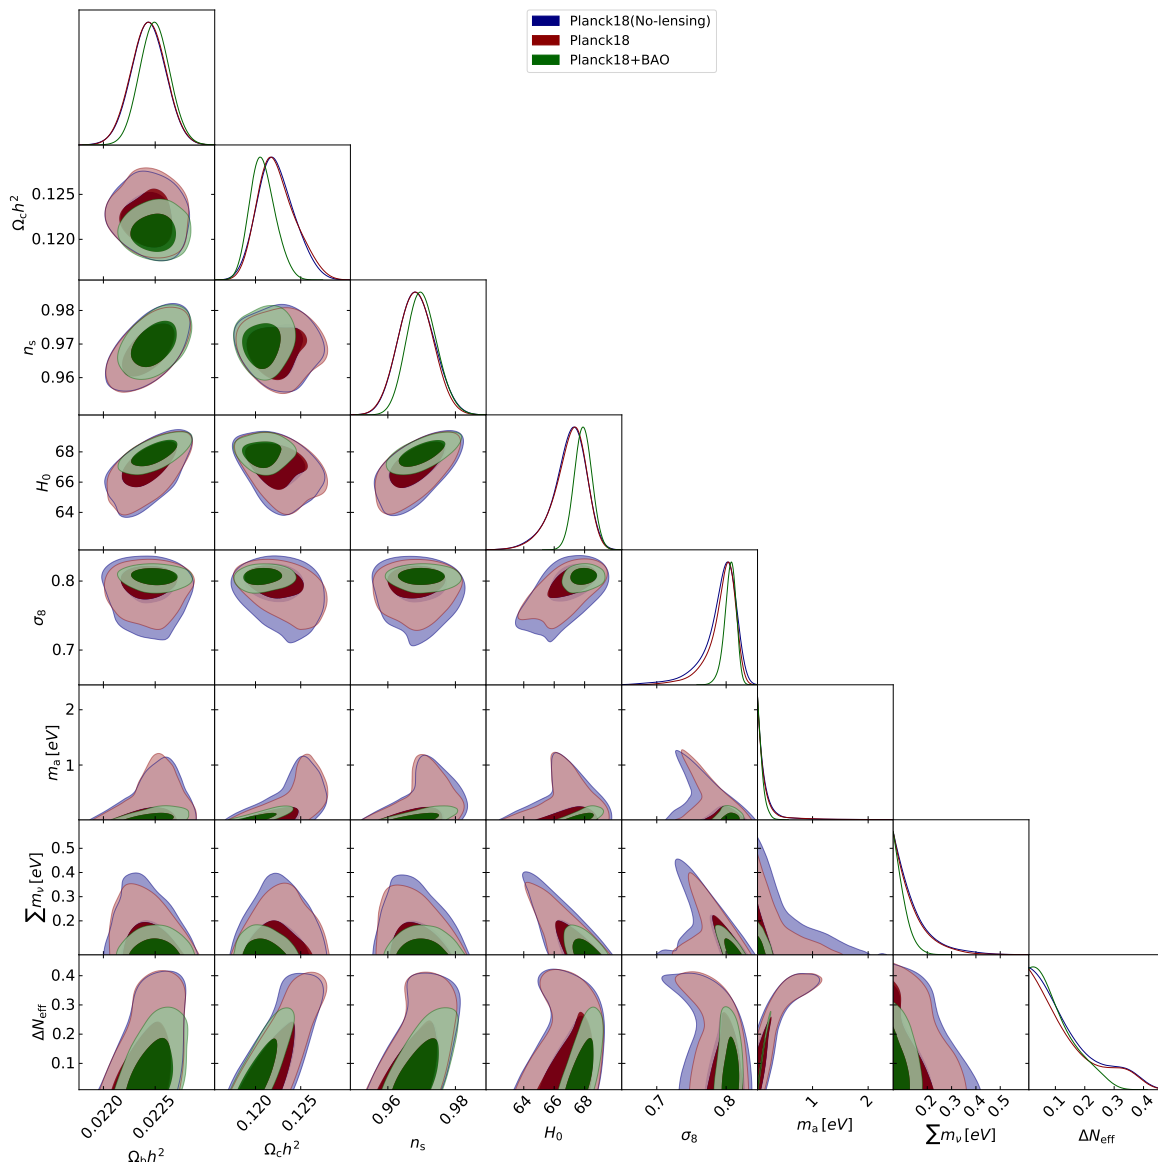 Planck18(No-lensing)
Planck18
Planck18+BAO
Ω_c h²
0.125
0.120
n_s
0.98
0.97
0.96
H_0
68
66
64
σ_8
0.8
0.7
m_a [eV]
2
1
∑m_ν [eV]
0.5
0.4
0.3
0.2
ΔN_eff
0.4
0.3
0.2
0.1
0.0220 0.0225 0.120 0.125 0.96 0.98 64 66 68 0.7 0.8 1 2 0.2 0.3 0.4 0.5 0.1 0.2 0.3 0.4
Ω_b h² Ω_c h² n_s H_0 σ_8 m_a [eV] ∑m_ν [eV] ΔN_eff